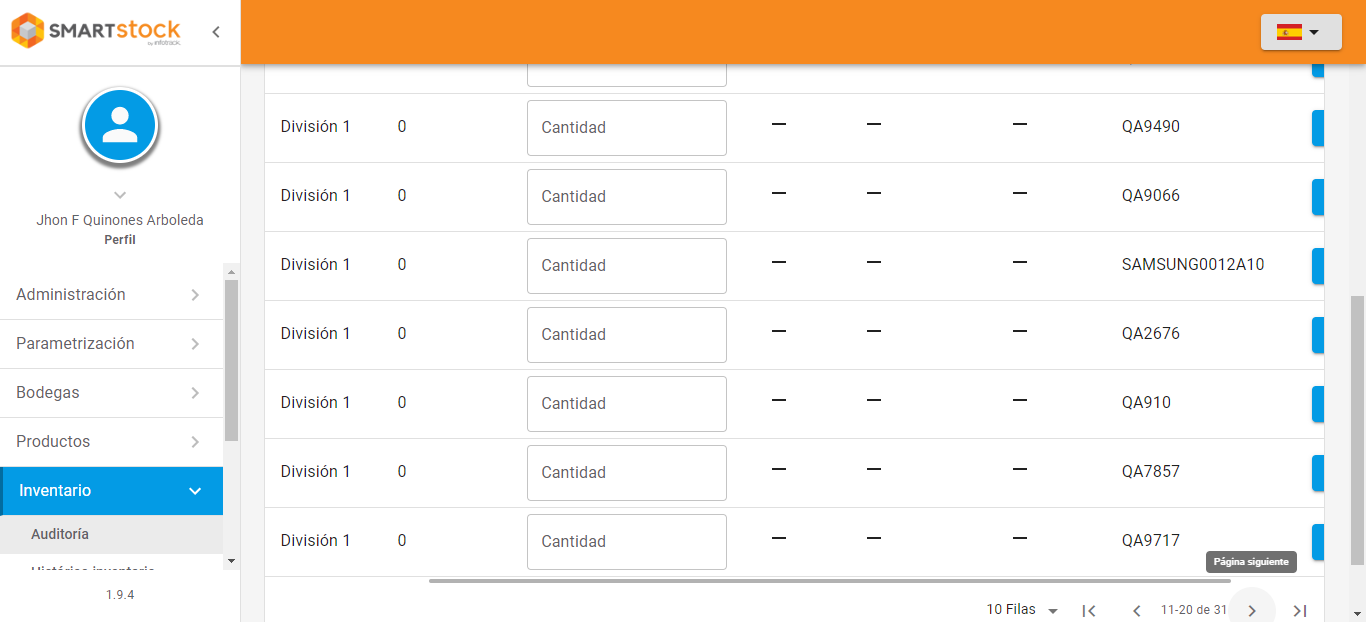 SMARTSTOCK
by infotrack.
Jhon F Quinones Arboleda
Perfil
Administración
Parametrización
Bodegas
Productos
Inventario
Auditoría
Histórico inventario
1.9.4
División 1 0 Cantidad — — — QA9490
División 1 0 Cantidad — — — QA9066
División 1 0 Cantidad — — — SAMSUNG0012A10
División 1 0 Cantidad — — — QA2676
División 1 0 Cantidad — — — QA910
División 1 0 Cantidad — — — QA7857
División 1 0 Cantidad — — — QA9717
Página siguiente
10 Filas 11-20 de 31